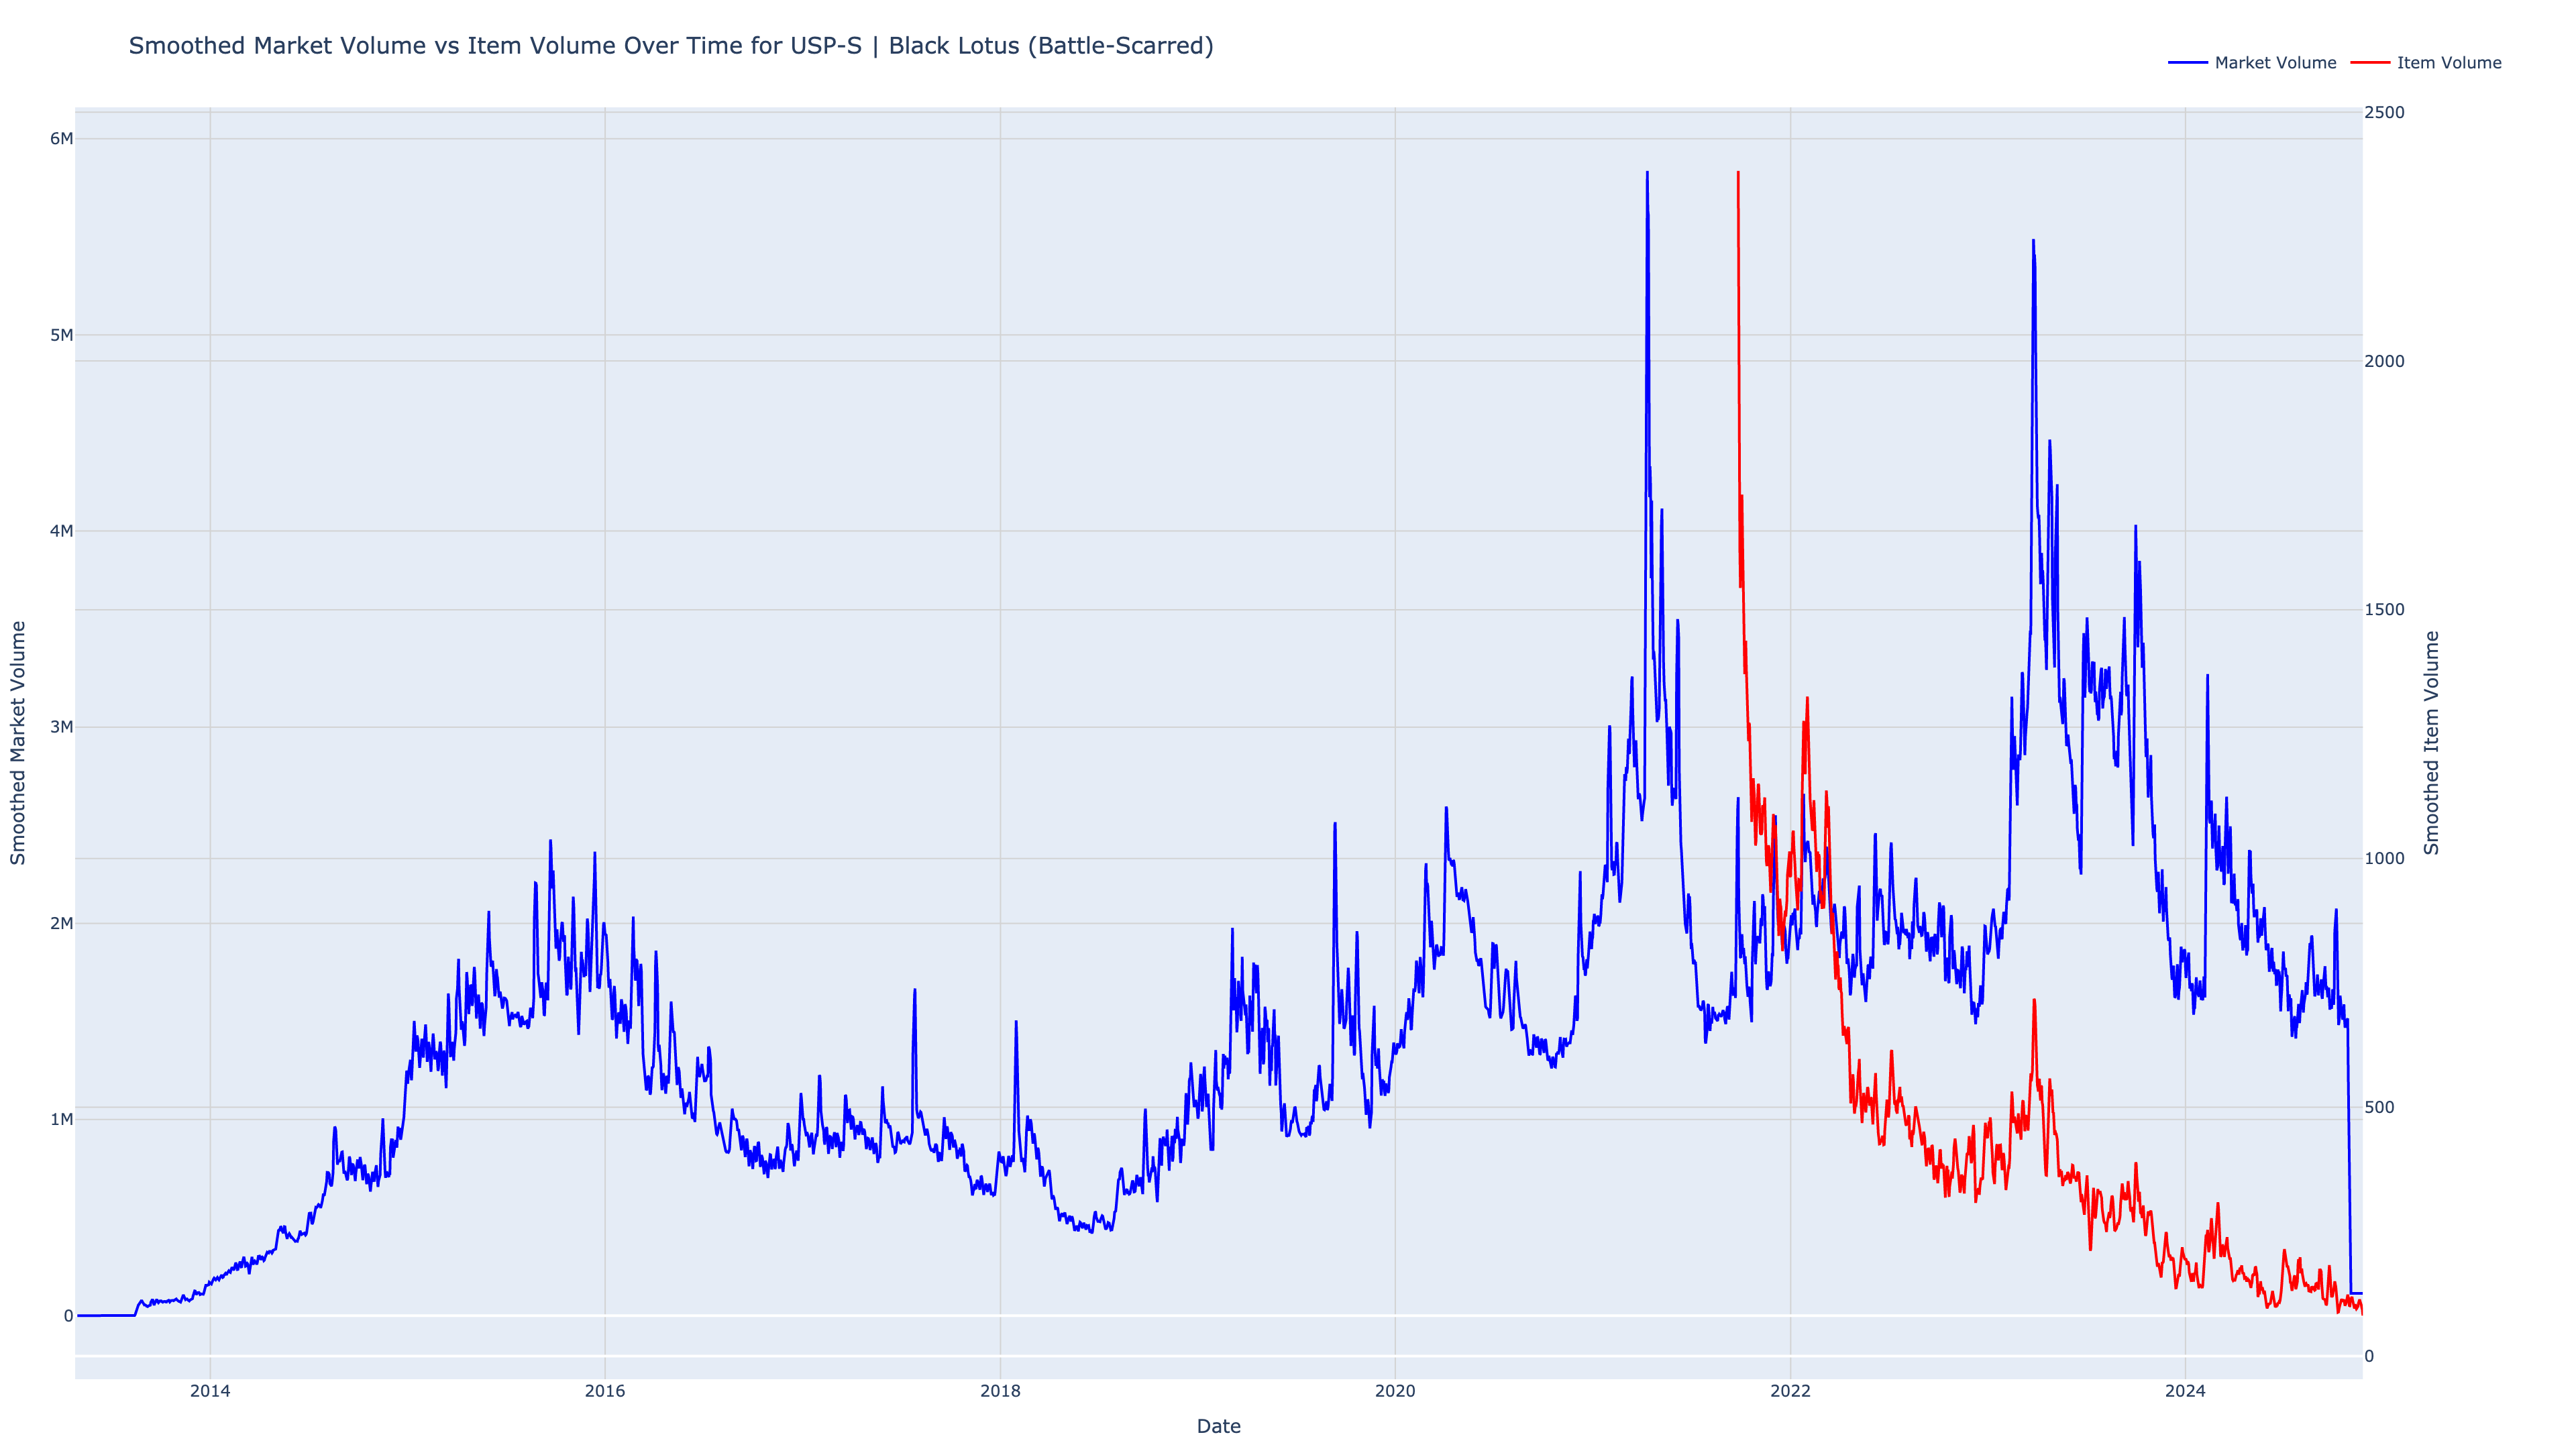 Smoothed Market Volume vs Item Volume Over Time for USP-S | Black Lotus (Battle-Scarred)
Market Volume
Item Volume
6M
5M
4M
3M
2M
1M
0
Smoothed Market Volume
2500
2000
1500
1000
500
0
Smoothed Item Volume
2014
2016
2018
2020
2022
2024
Date